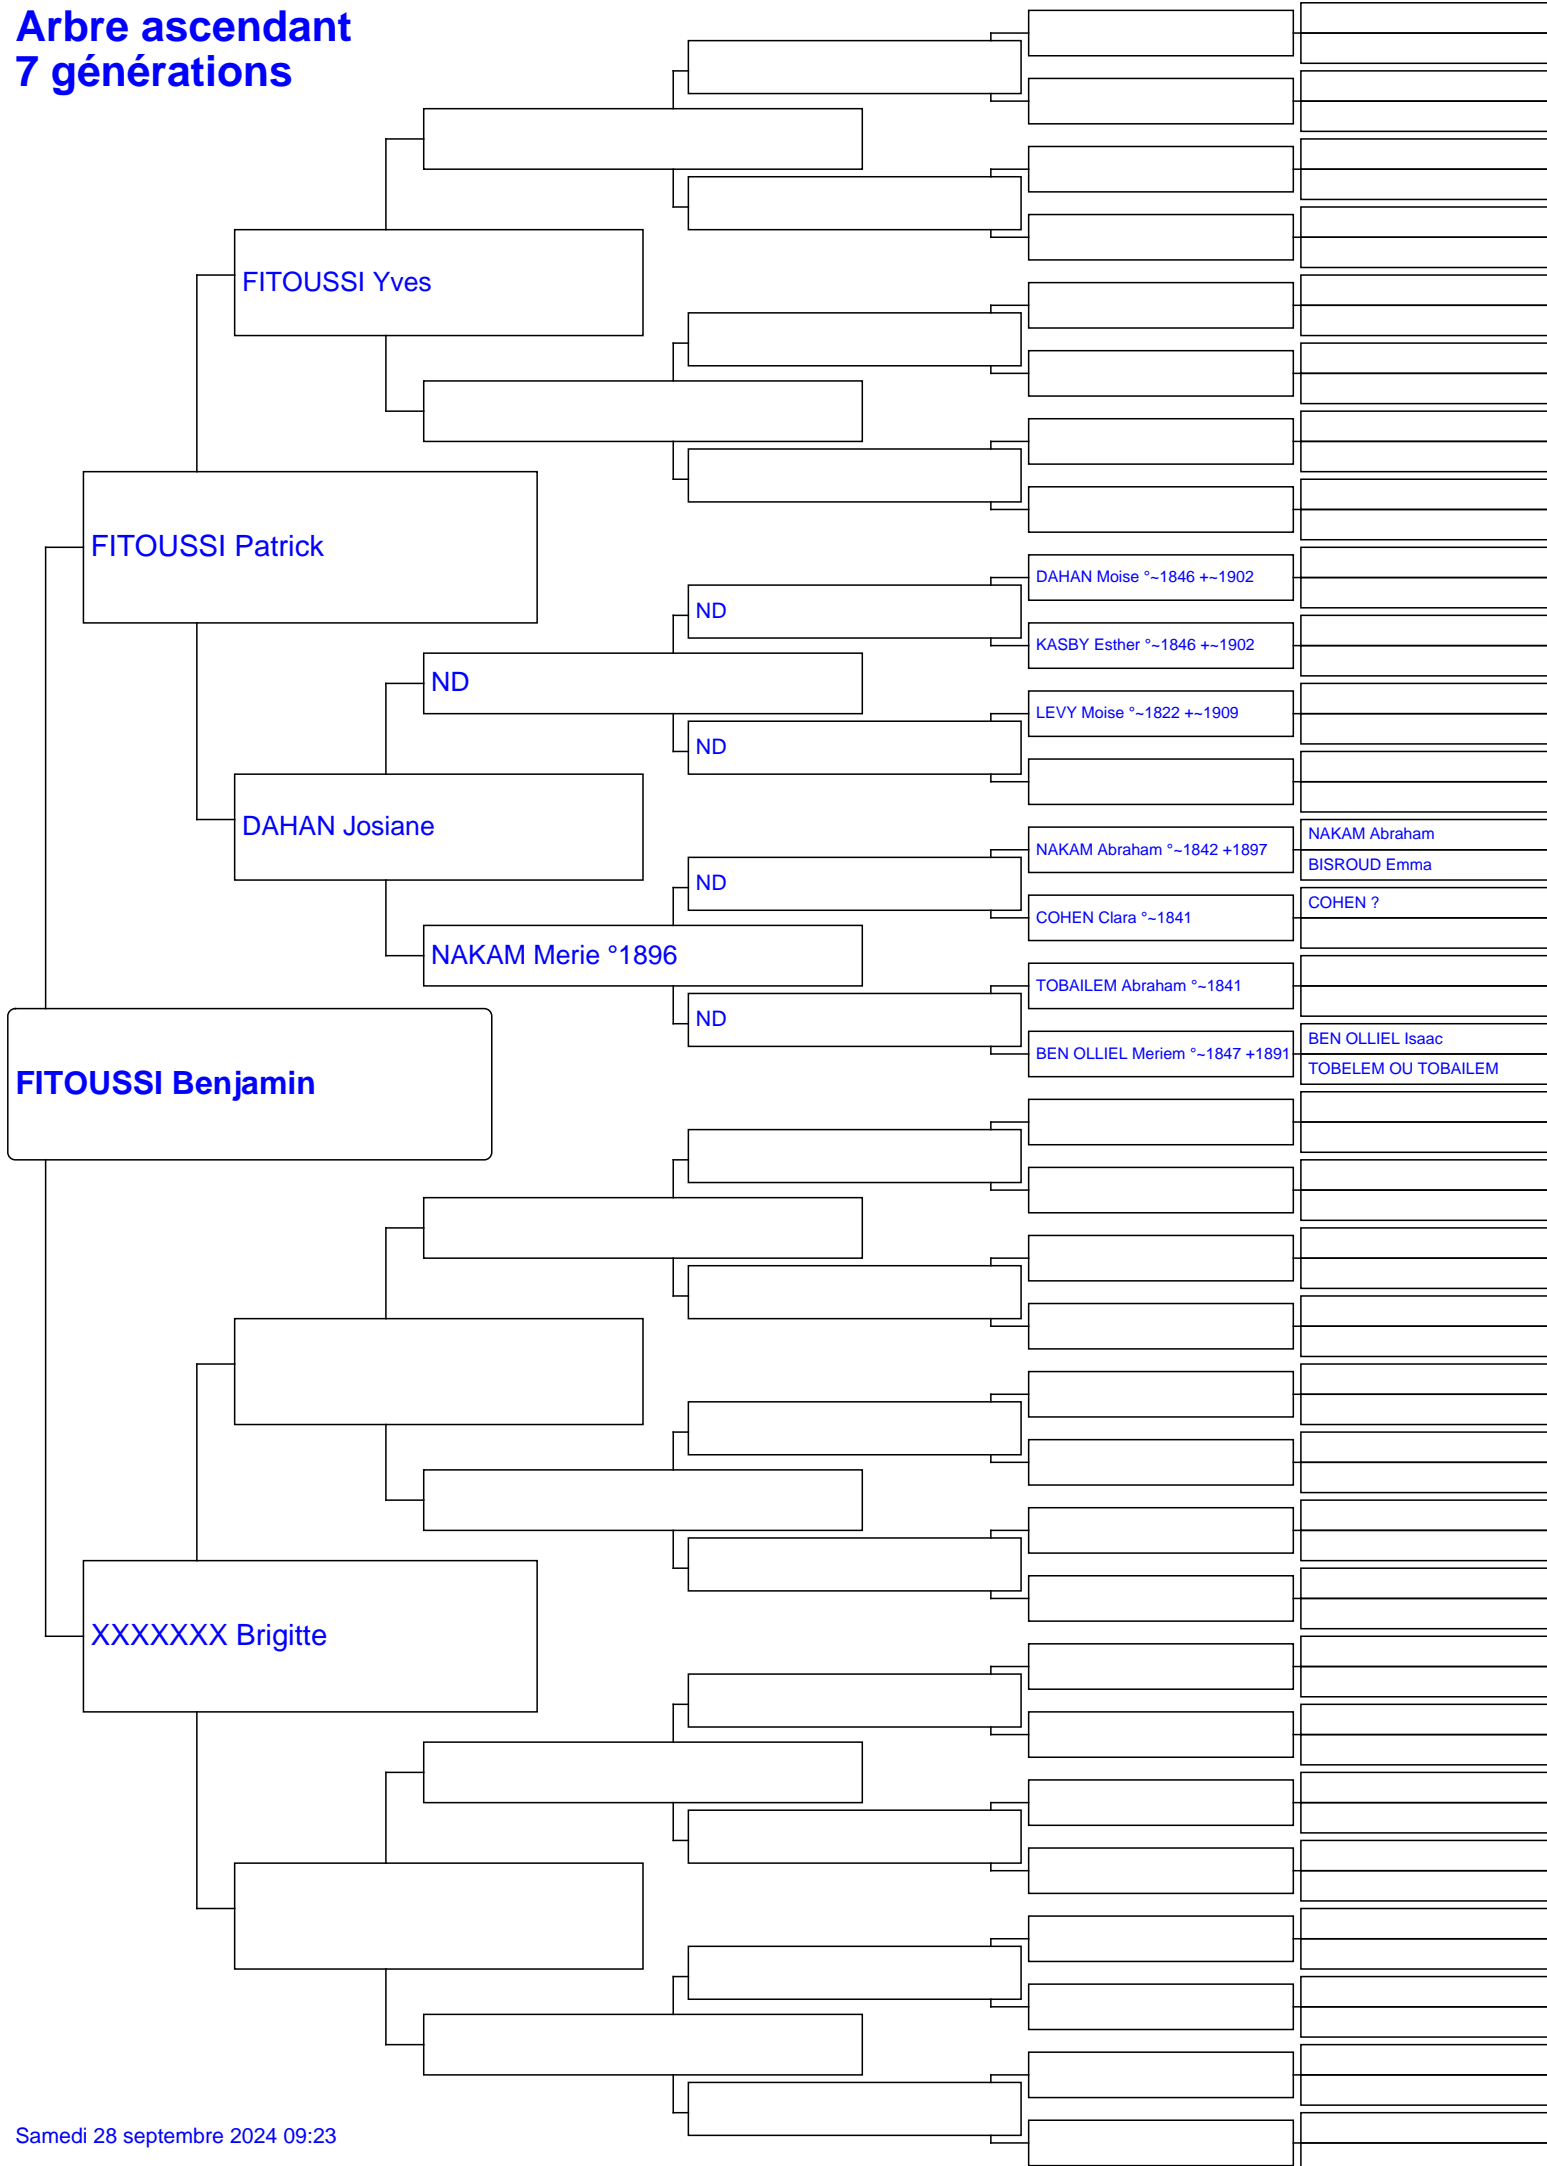 Arbre ascendant
7 générations
FITOUSSI Yves
FITOUSSI Patrick
DAHAN Moise °~1846 +~1902
ND
KASBY Esther °~1846 +~1902
ND
LEVY Moise °~1822 +~1909
ND
DAHAN Josiane
NAKAM Abraham °~1842 +1897
NAKAM Abraham
BISROUD Emma
ND
COHEN Clara °~1841
COHEN ?
NAKAM Merie °1896
TOBAILEM Abraham °~1841
ND
BEN OLLIEL Meriem °~1847 +1891
BEN OLLIEL Isaac
TOBELEM OU TOBAILEM
FITOUSSI Benjamin
XXXXXXX Brigitte
Samedi 28 septembre 2024 09:23